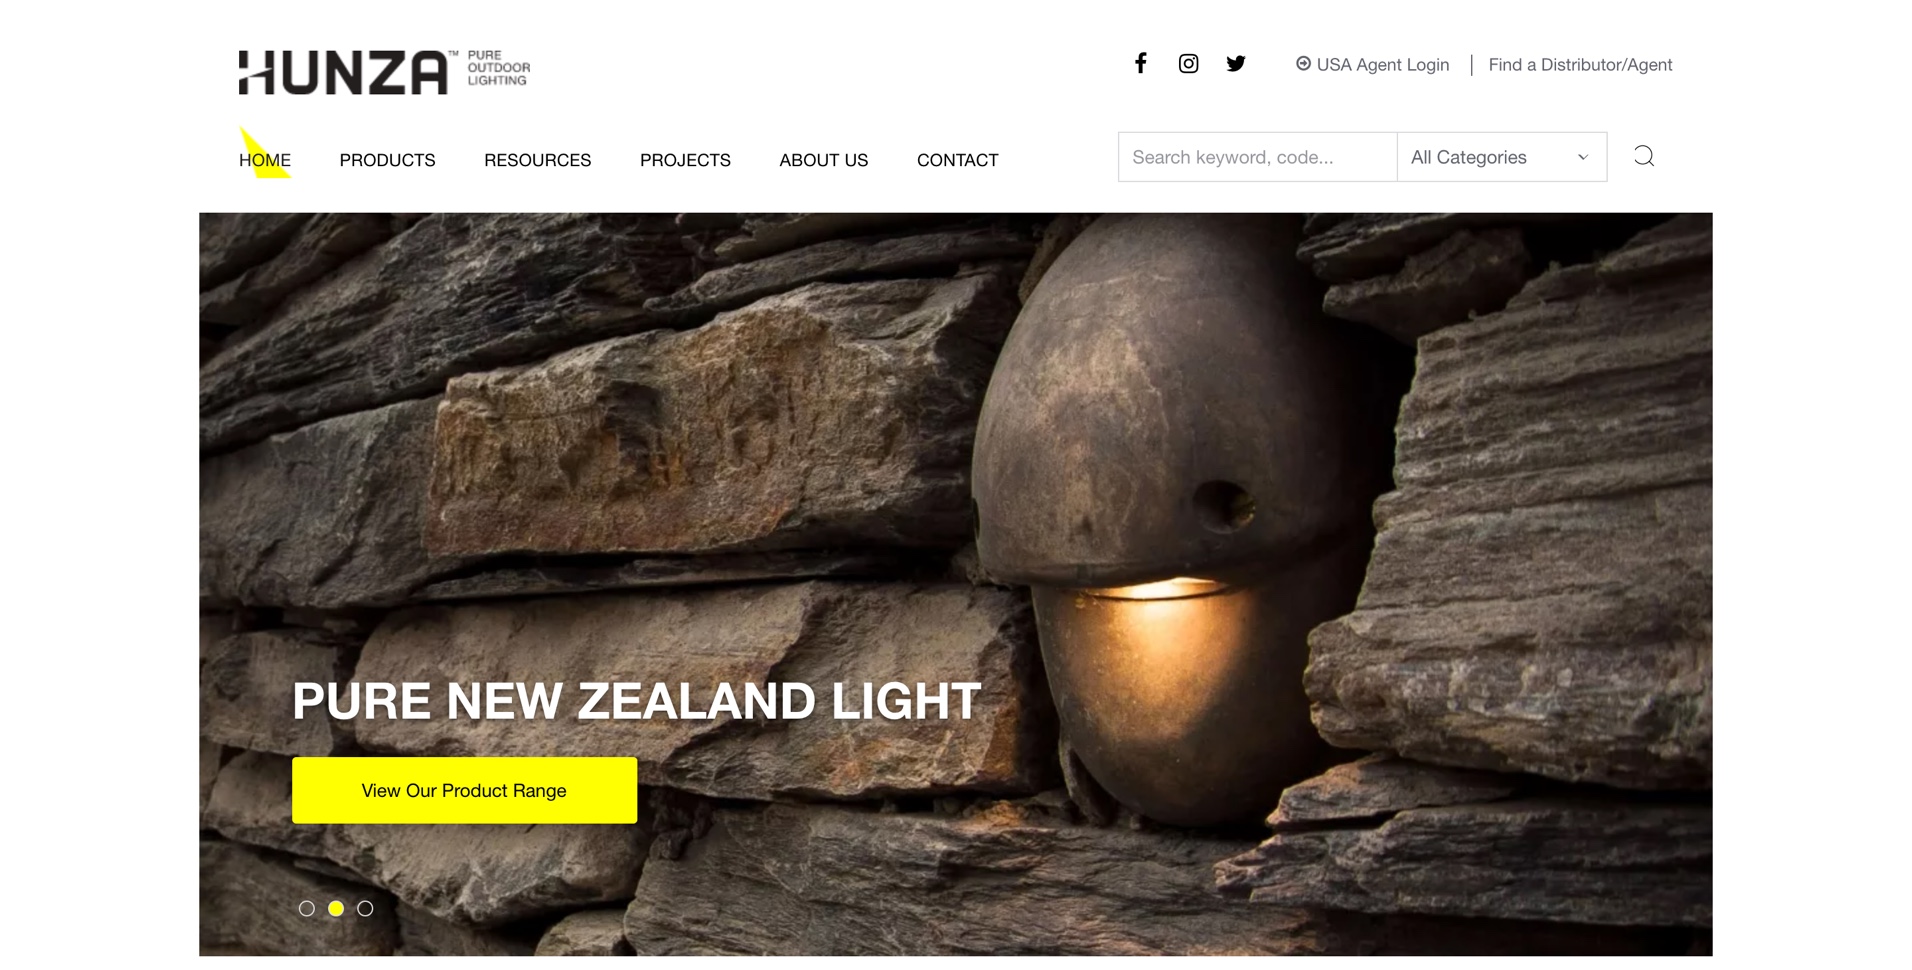 HUNZA™ PURE
OUTDOOR
LIGHTING
USA Agent Login | Find a Distributor/Agent
HOME PRODUCTS RESOURCES PROJECTS ABOUT US CONTACT
Search keyword, code... All Categories
PURE NEW ZEALAND LIGHT
View Our Product Range